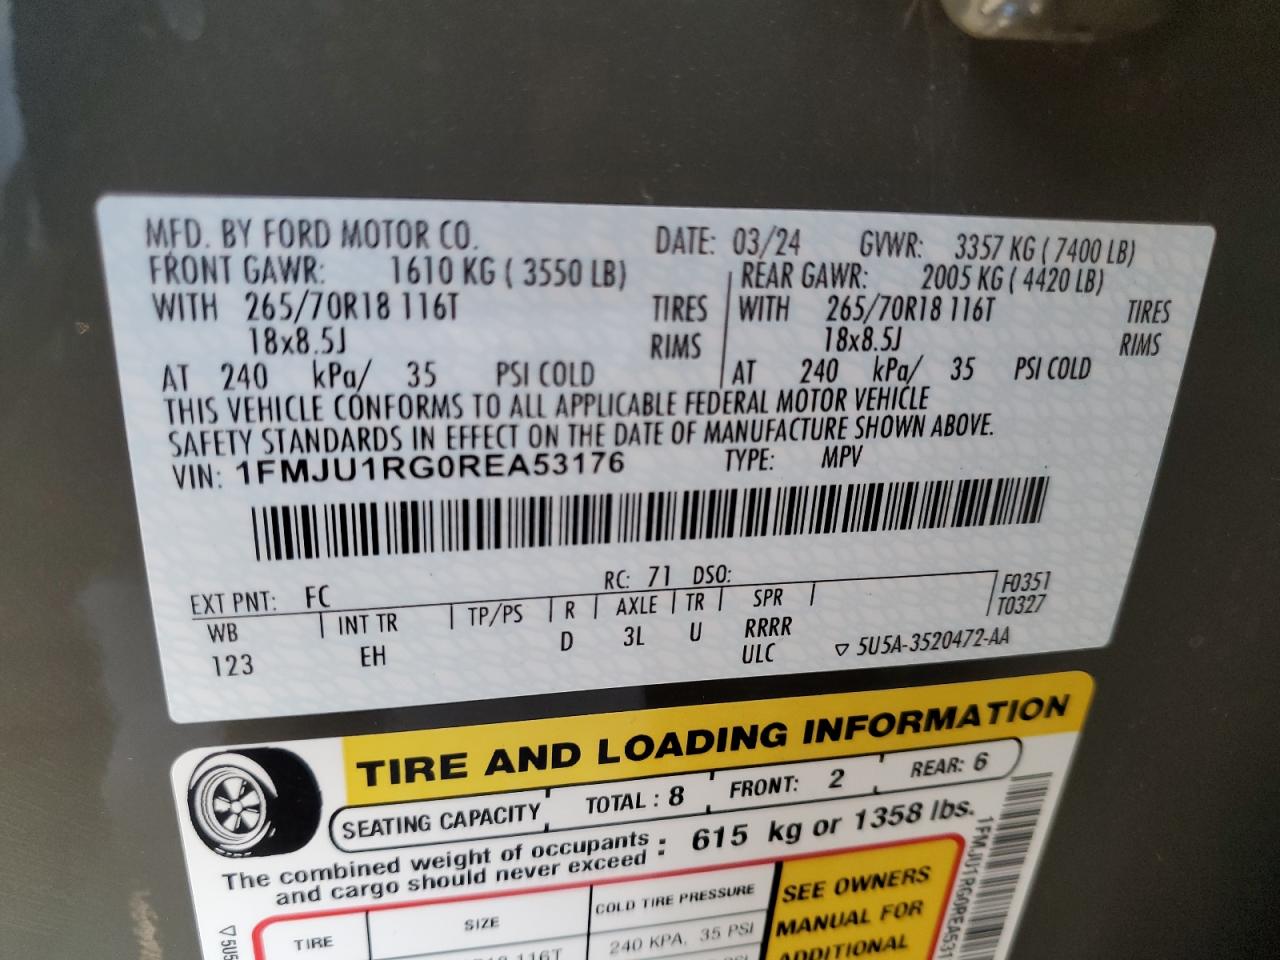 MFD. BY FORD MOTOR CO. DATE: 03/24 GVWR: 3357 KG ( 7400 LB)
FRONT GAWR: 1610 KG ( 3550 LB) REAR GAWR: 2005 KG ( 4420 LB)
WITH 265/70R18 116T TIRES WITH 265/70R18 116T TIRES
18x8.5J RIMS 18x8.5J RIMS
AT 240 kPa/ 35 PSI COLD AT 240 kPa/ 35 PSI COLD
THIS VEHICLE CONFORMS TO ALL APPLICABLE FEDERAL MOTOR VEHICLE
SAFETY STANDARDS IN EFFECT ON THE DATE OF MANUFACTURE SHOWN ABOVE.
VIN: 1FMJU1RG0REA53176 TYPE: MPV
EXT PNT: FC RC: 71 DSO:
WB INT TR TP/PS R AXLE TR SPR F0351
T0327
123 EH D 3L U RRRR
ULC ▽ 5U5A-3520472-AA
TIRE AND LOADING INFORMATION
SEATING CAPACITY TOTAL : 8 FRONT: 2 REAR: 6
The combined weight of occupants : 615 kg or 1358 lbs.
and cargo should never exceed
TIRE SIZE COLD TIRE PRESSURE
116T 240 KPA, 35 PSI
SEE OWNERS
MANUAL FOR
ADDITIONAL
1FMJU1RG0REA531
▽ 5U5